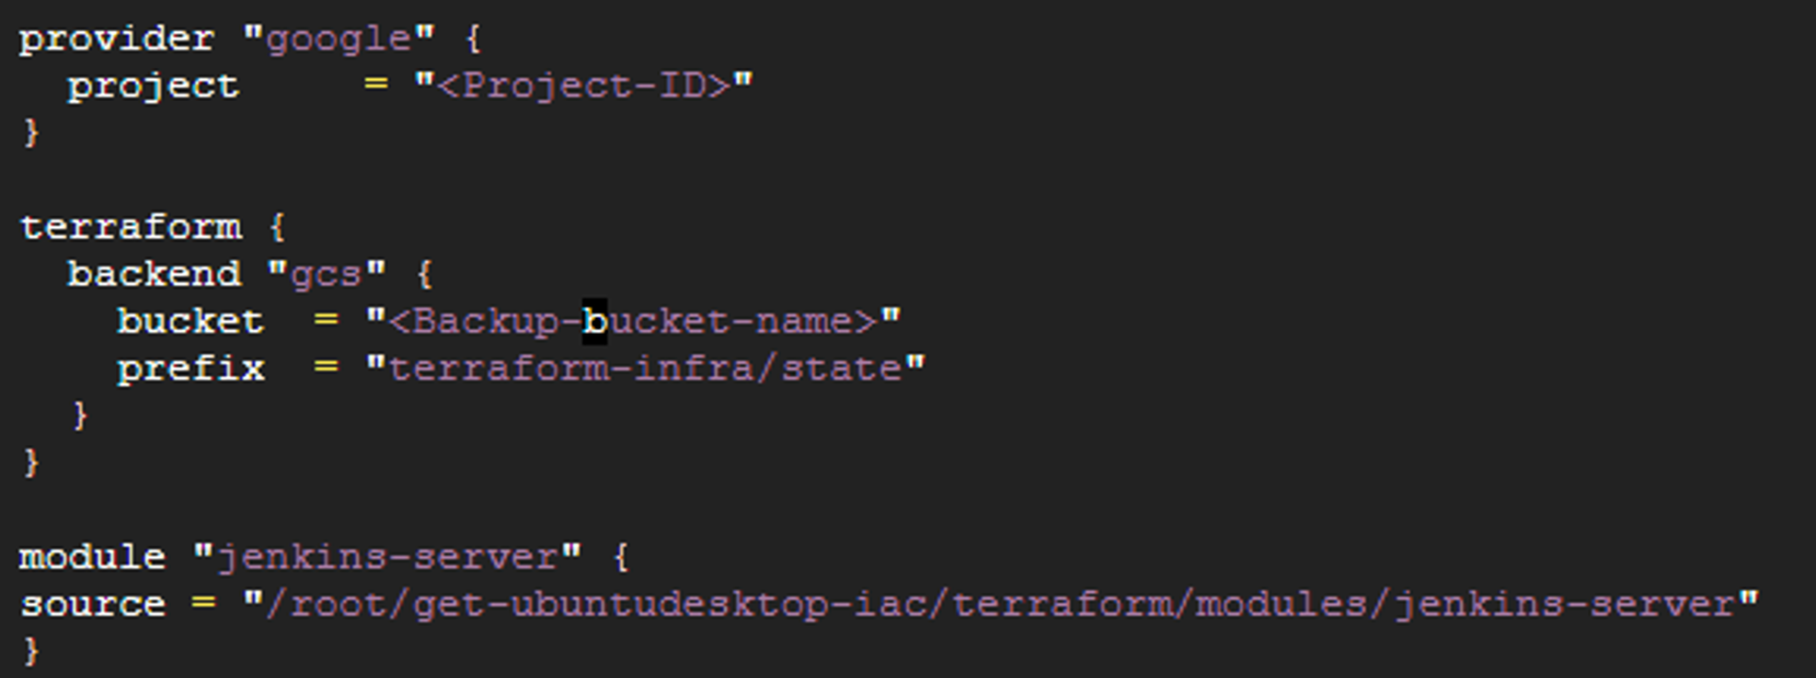 provider "google" {
  project     = "<Project-ID>"
}

terraform {
  backend "gcs" {
    bucket  = "<Backup-bucket-name>"
    prefix  = "terraform-infra/state"
  }
}

module "jenkins-server" {
source = "/root/get-ubuntudesktop-iac/terraform/modules/jenkins-server"
}